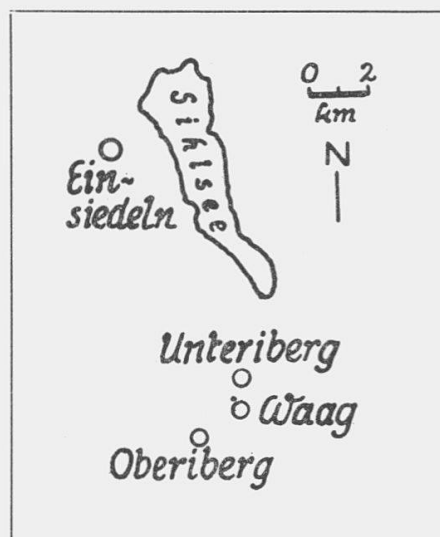 0 2
km
N
Sihlsee
Ein-
siedeln
Unteriberg
Waag
Oberiberg